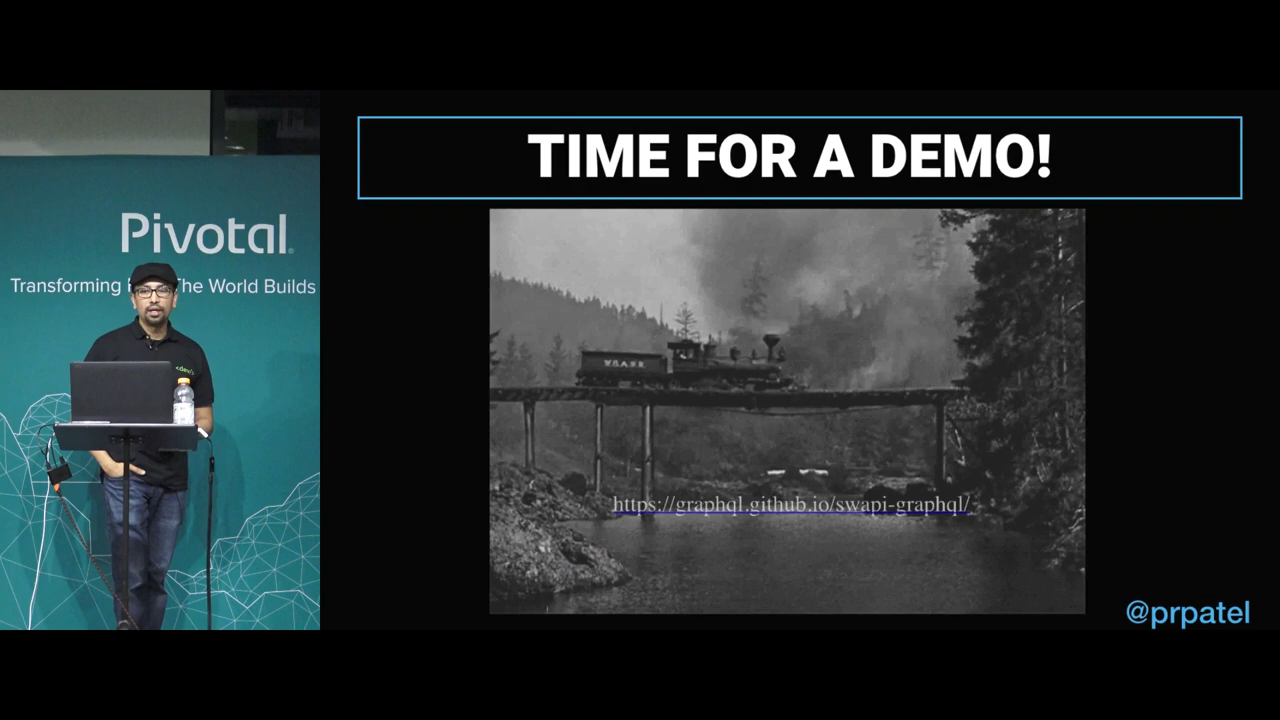 Pivotal
Transforming The World Builds
TIME FOR A DEMO!
https://graphql.github.io/swapi-graphql/
@prpatel